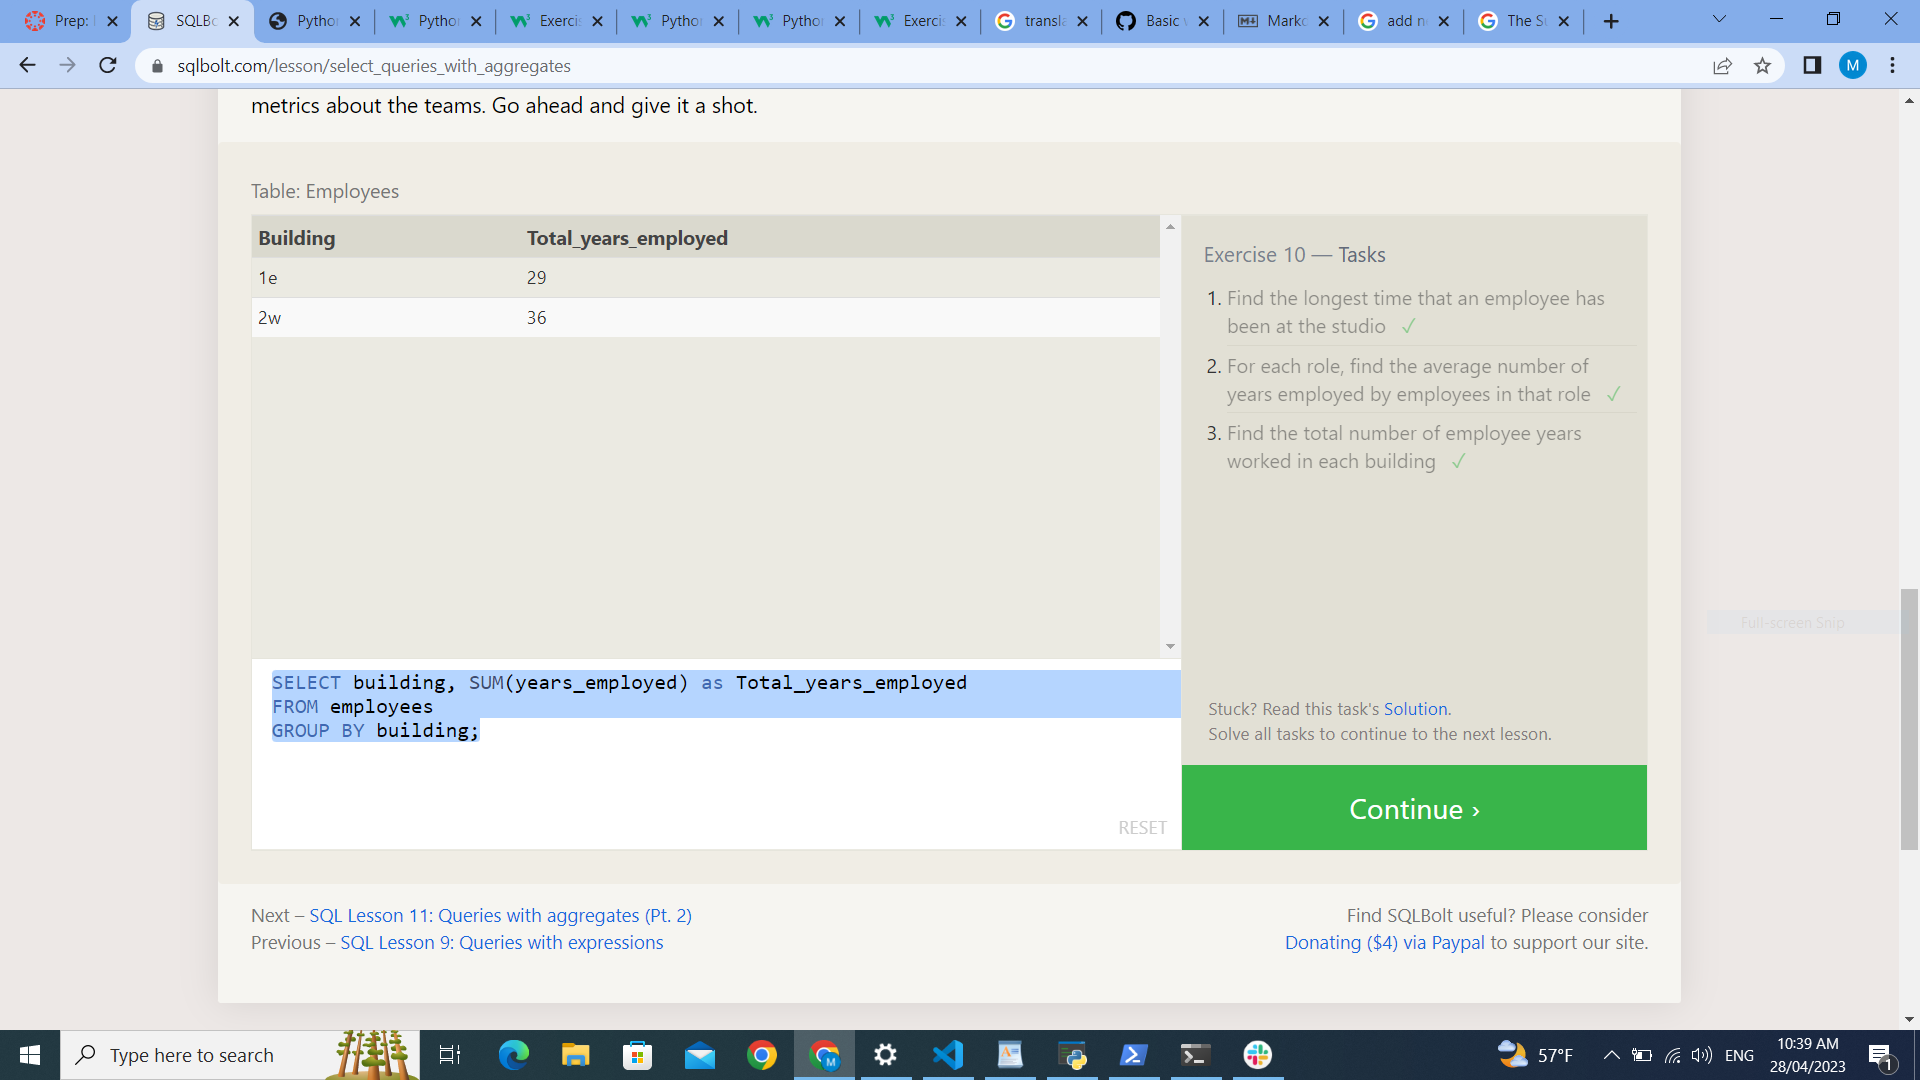 Prep: SQLBo Python Python Exercis Python Python Exercis transla Basic Markd add n The S
sqlbolt.com/lesson/select_queries_with_aggregates M
metrics about the teams. Go ahead and give it a shot.
Table: Employees
Building Total_years_employed
1e 29
2w 36
Exercise 10 — Tasks
1. Find the longest time that an employee has
been at the studio ✓
2. For each role, find the average number of
years employed by employees in that role ✓
3. Find the total number of employee years
worked in each building ✓
Full-screen Snip
SELECT building, SUM(years_employed) as Total_years_employed
FROM employees
GROUP BY building;
RESET
Stuck? Read this task's Solution.
Solve all tasks to continue to the next lesson.
Continue ›
Next – SQL Lesson 11: Queries with aggregates (Pt. 2)
Previous – SQL Lesson 9: Queries with expressions
Find SQLBolt useful? Please consider
Donating ($4) via Paypal to support our site.
Type here to search
57°F ENG
10:39 AM
28/04/2023
1